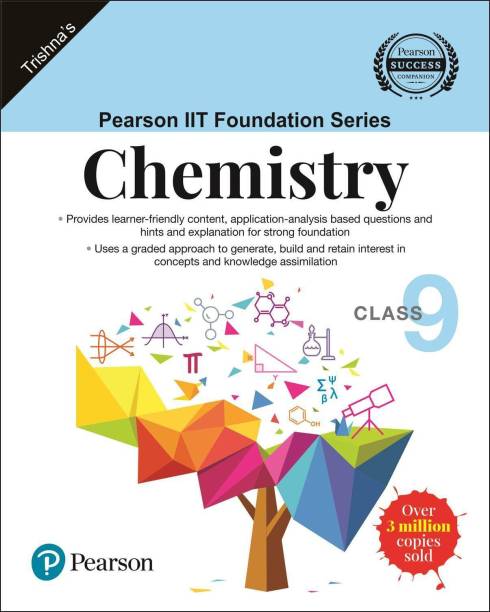 Trishna's
Pearson
SUCCESS
COMPANION
Pearson IIT Foundation Series
Chemistry
• Provides learner-friendly content, application-analysis based questions and
hints and explanation for strong foundation
• Uses a graded approach to generate, build and retain interest in
concepts and knowledge assimilation
CLASS 9
π
Y
Σ Ψ
β λ
OH
Over
3 million
copies
sold
Pearson